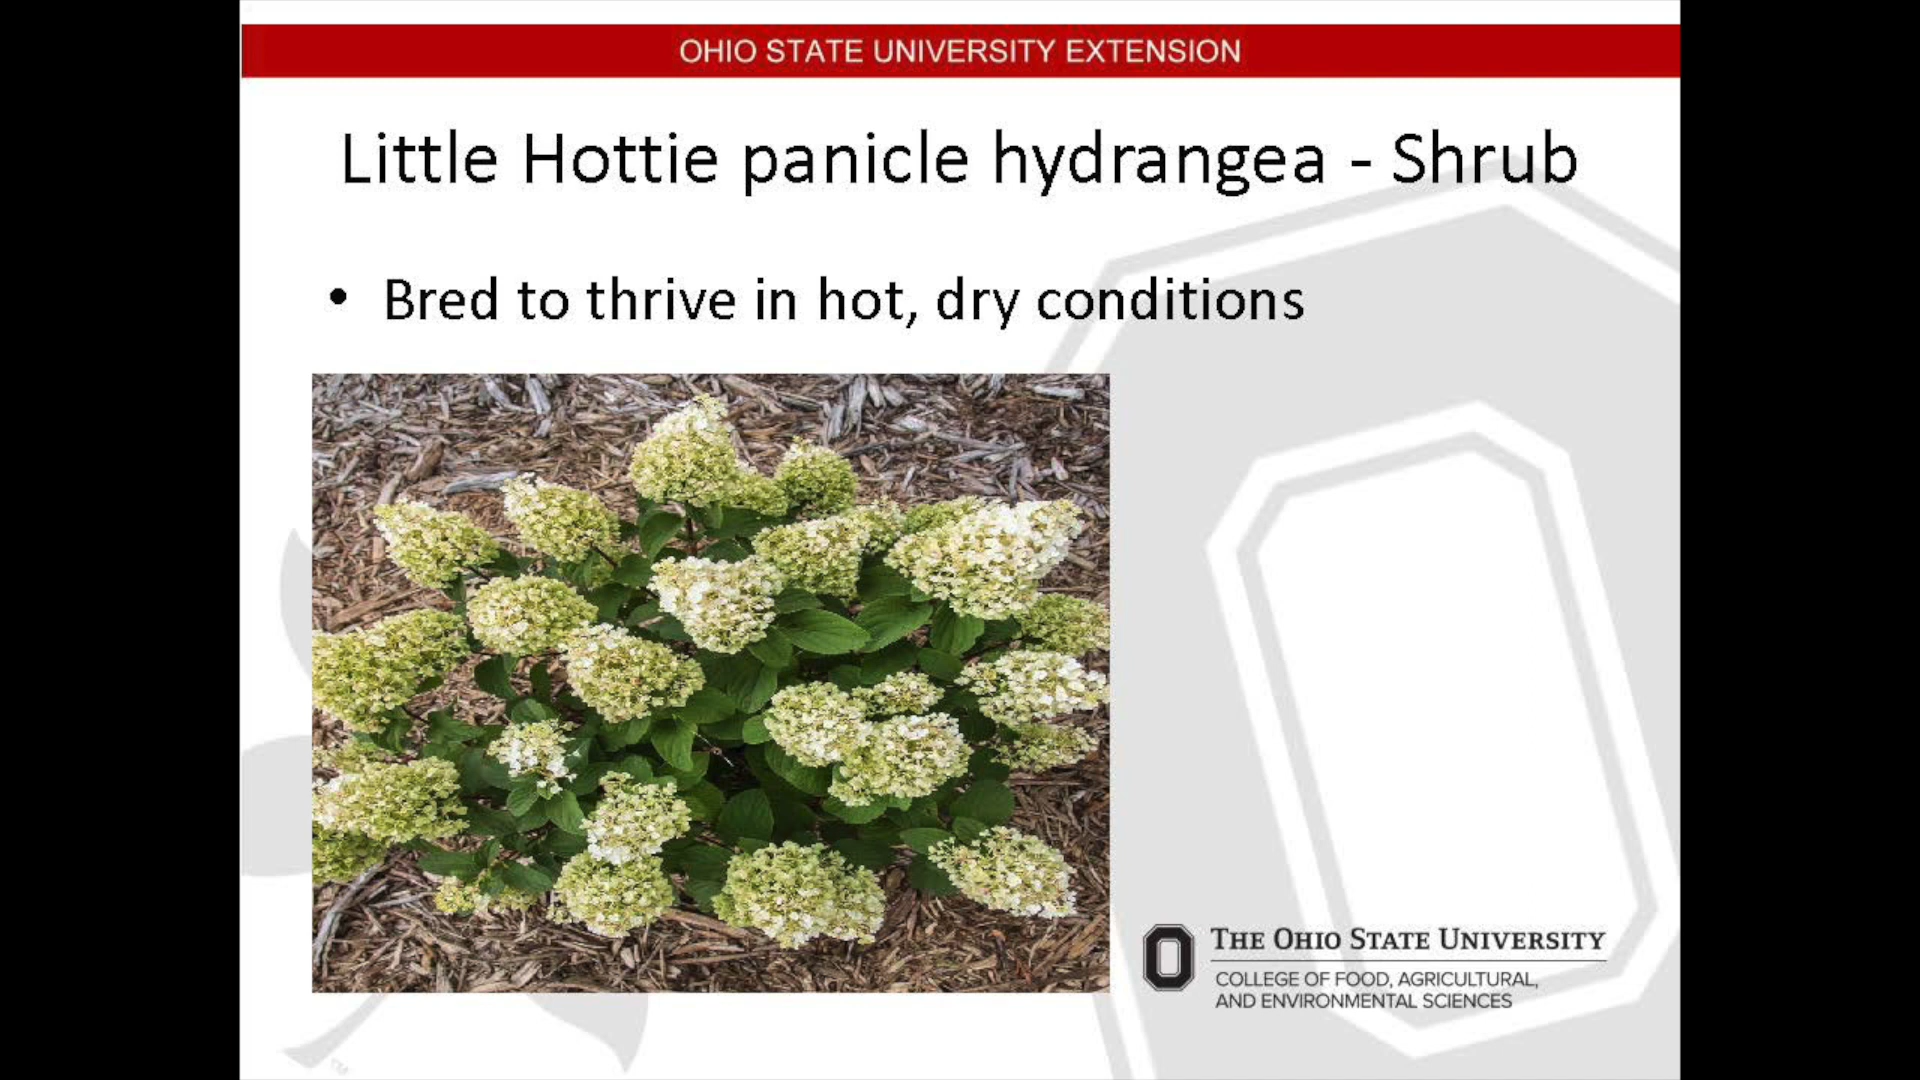 OHIO STATE UNIVERSITY EXTENSION
Little Hottie panicle hydrangea - Shrub
• Bred to thrive in hot, dry conditions
THE OHIO STATE UNIVERSITY
COLLEGE OF FOOD, AGRICULTURAL,
AND ENVIRONMENTAL SCIENCES
TM